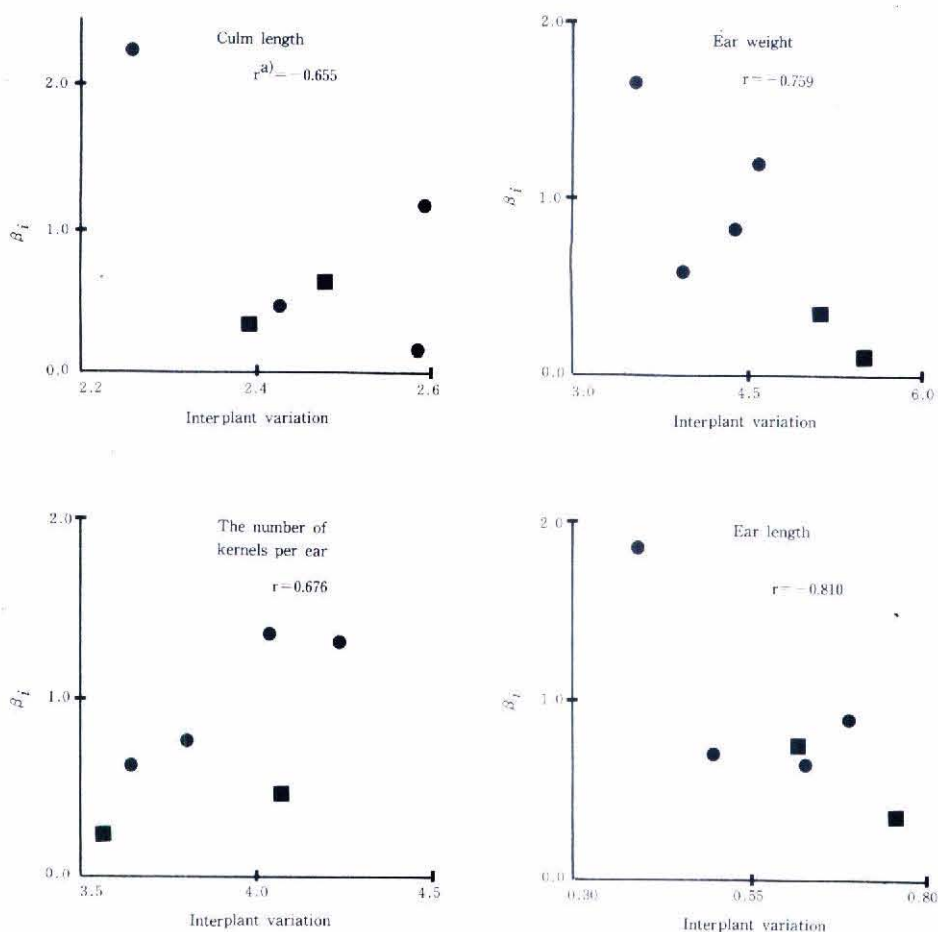 Culm length
r a)=−0.655
2.0
1.0
0.0
βi
2.2 2.4 2.6
Interplant variation
Ear weight
r=−0.759
2.0
1.0
0.0
βi
3.0 4.5 6.0
Interplant variation
The number of
kernels per ear
r=0.676
2.0
1.0
0.0
βi
3.5 4.0 4.5
Interplant variation
Ear length
r=−0.810
2.0
1.0
0.0
βi
0.30 0.55 0.80
Interplant variation